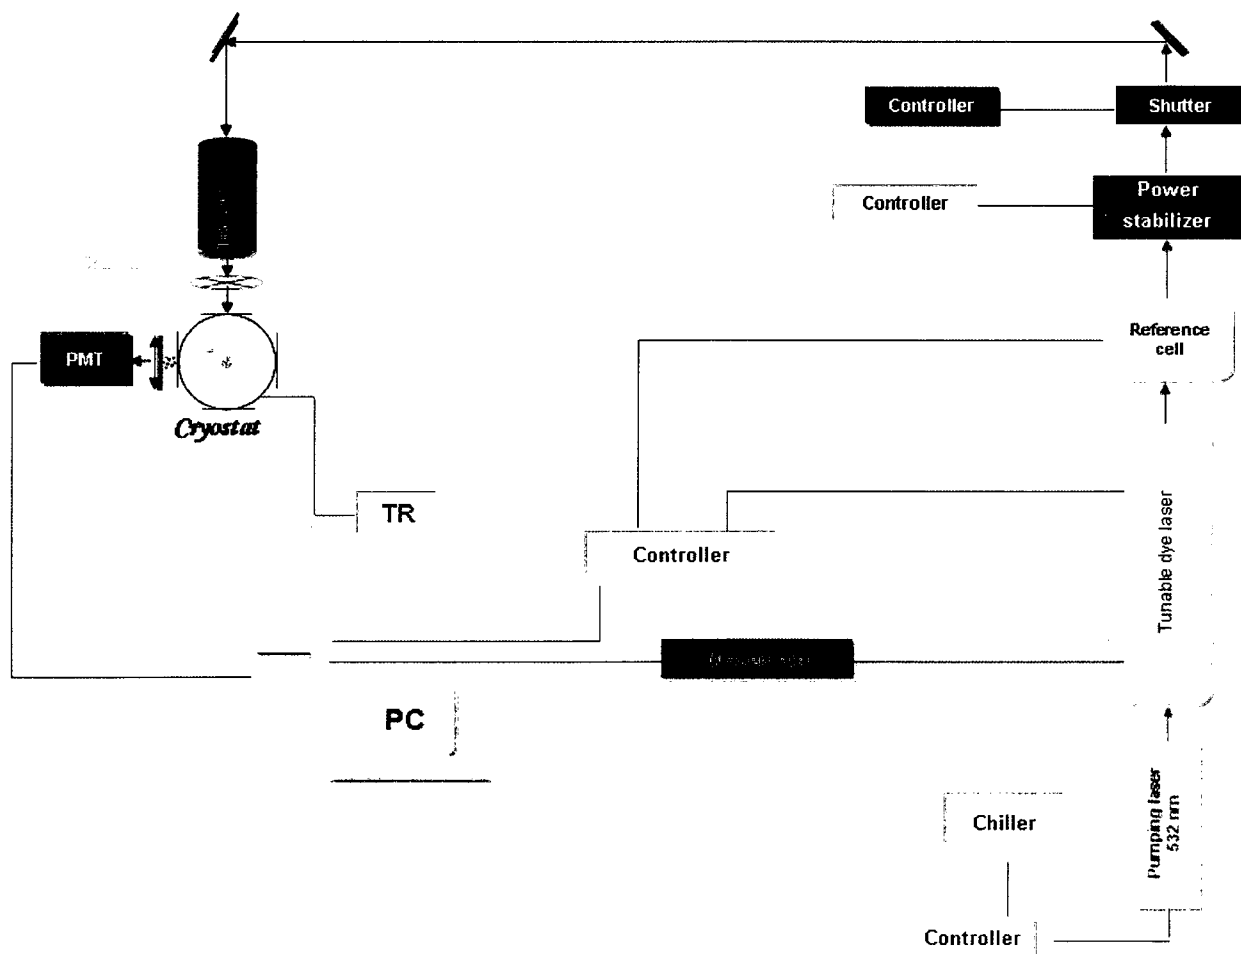 Controller
Shutter
Controller
Power
stabilizer
Reference
cell
PMT
Cryostat
TR
Controller
Tunable dye laser
PC
Chiller
Pumping laser
532 nm
Controller